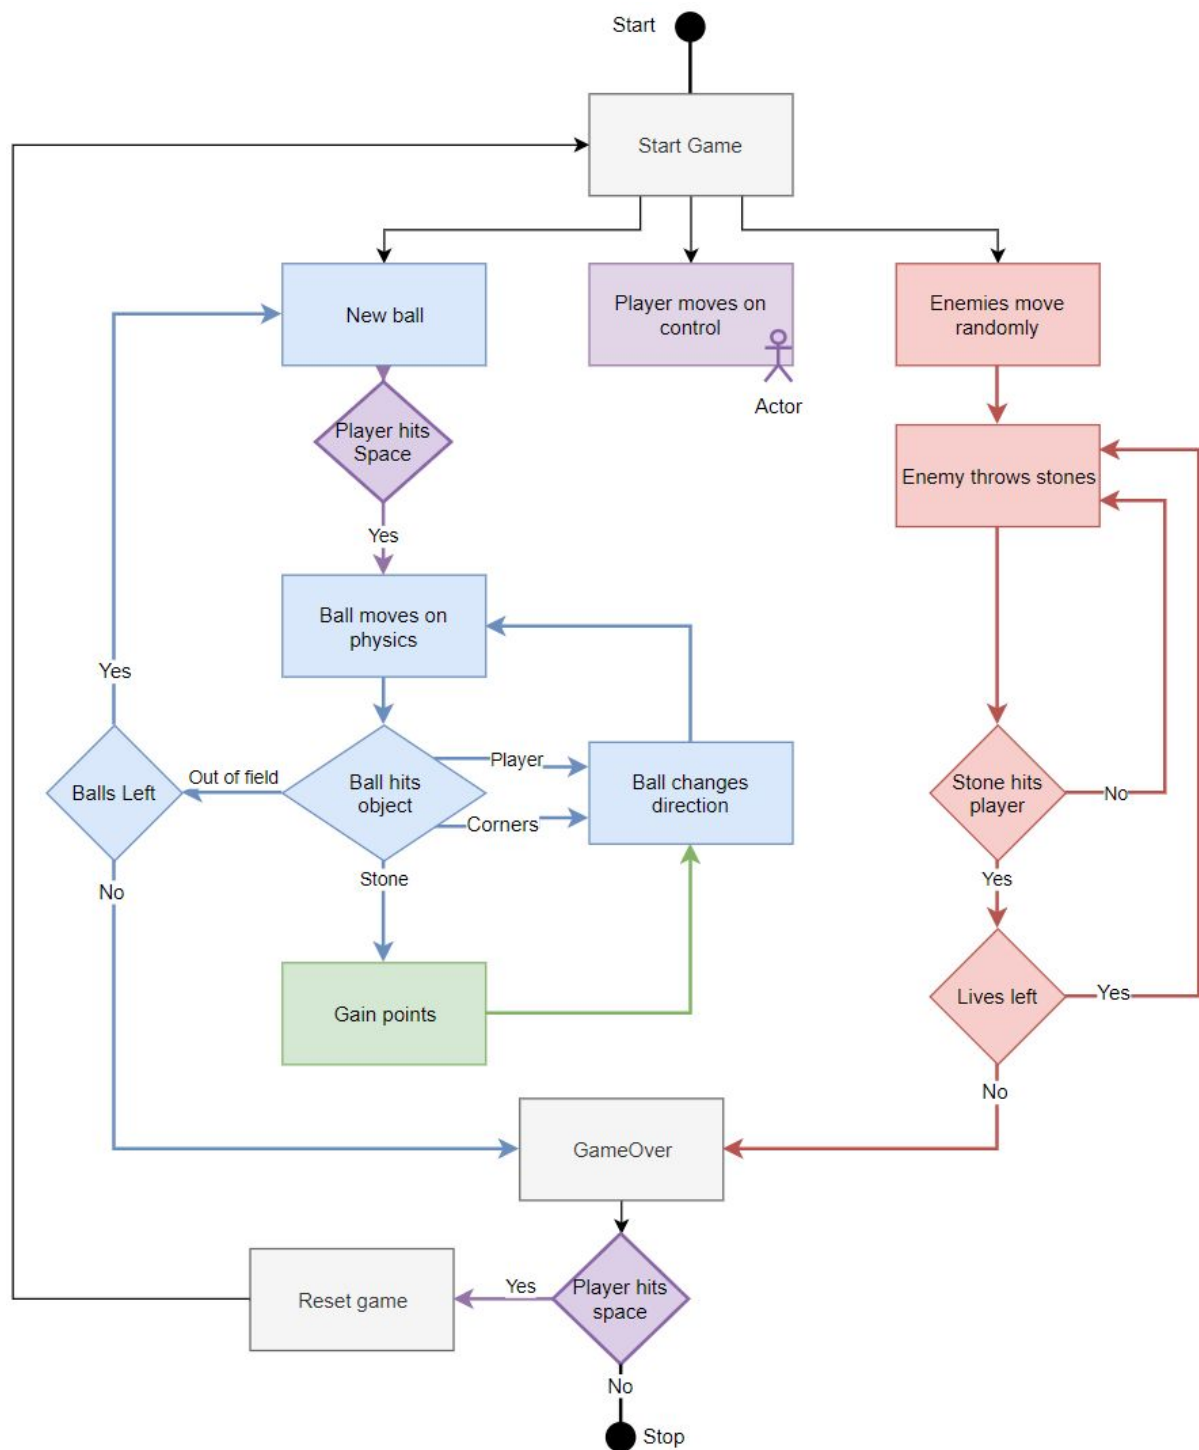 Start
Start Game
New ball
Player moves on
control
Enemies move
randomly
Actor
Player hits
Space
Enemy throws stones
Yes
Ball moves on
physics
Yes
Balls Left
Out of field
Ball hits
object
Player
Corners
Ball changes
direction
Stone hits
player
No
No
Stone
Yes
Gain points
Lives left
Yes
No
GameOver
Reset game
Yes
Player hits
space
No
Stop